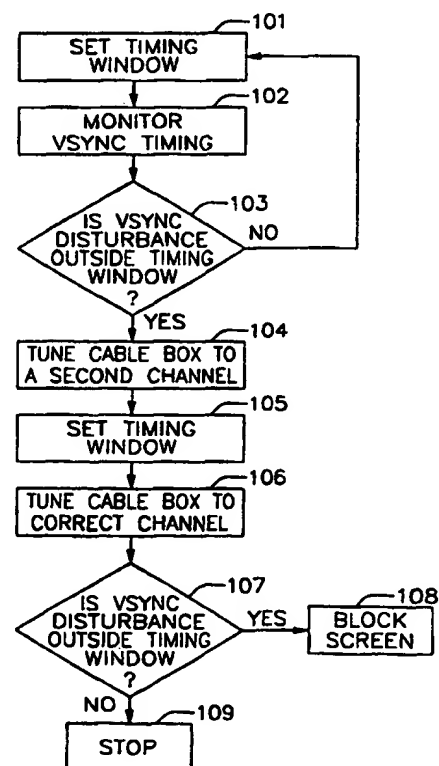 101
SET TIMING
WINDOW
102
MONITOR
VSYNC TIMING
103
IS VSYNC
DISTURBANCE
OUTSIDE TIMING
WINDOW
?
NO
YES
104
TUNE CABLE BOX TO
A SECOND CHANNEL
105
SET TIMING
WINDOW
106
TUNE CABLE BOX TO
CORRECT CHANNEL
107
IS VSYNC
DISTURBANCE
OUTSIDE TIMING
WINDOW
?
YES
108
BLOCK
SCREEN
NO
109
STOP